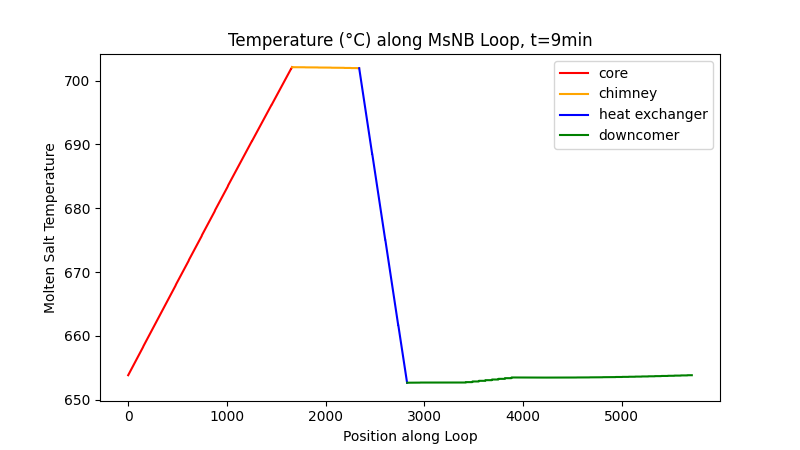 Temperature (°C) along MsNB Loop, t=9min
core
chimney
heat exchanger
downcomer
Molten Salt Temperature
700
690
680
670
660
650
0
1000
2000
3000
4000
5000
Position along Loop